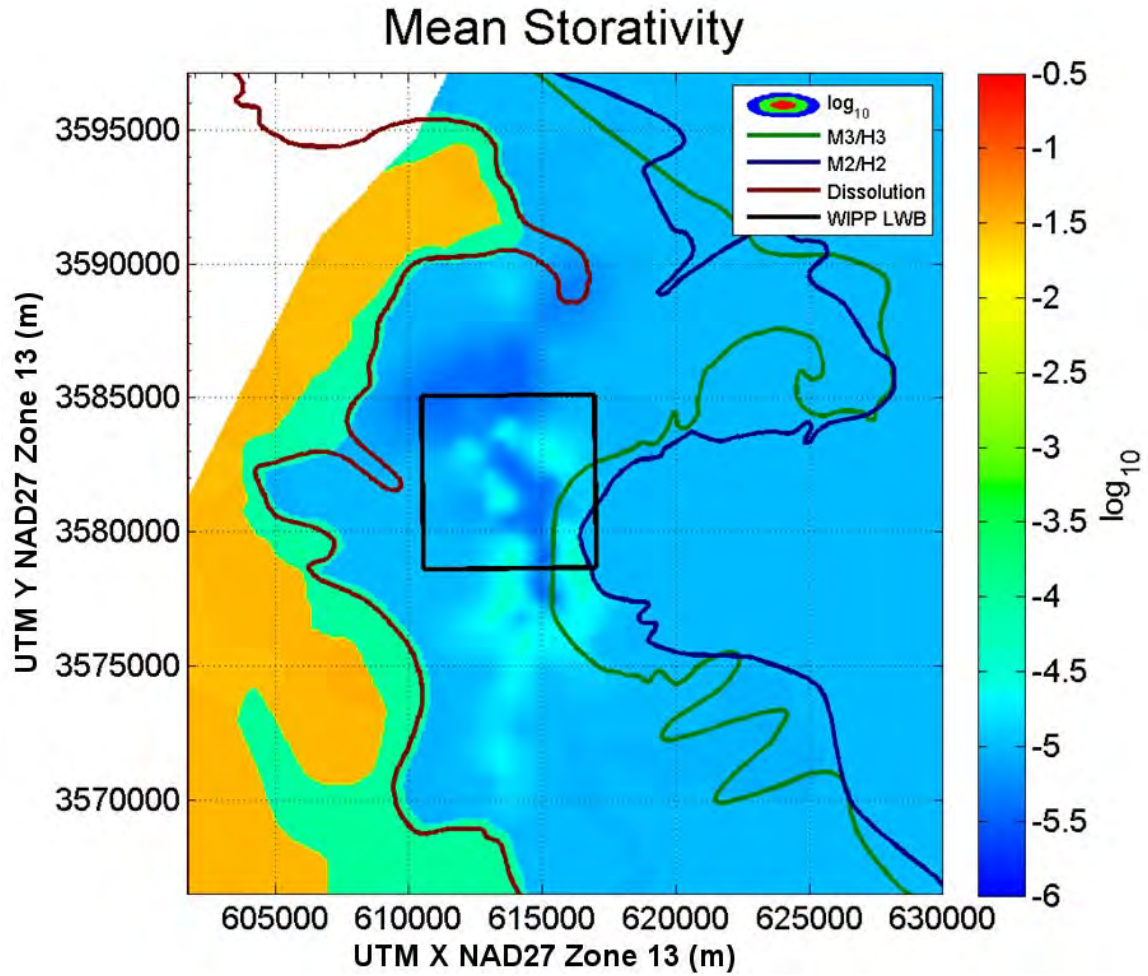 Mean Storativity
log10
M3/H3
M2/H2
Dissolution
WIPP LWB
3595000
3590000
3585000
3580000
3575000
3570000
UTM Y NAD27 Zone 13 (m)
605000 610000 615000 620000 625000 630000
UTM X NAD27 Zone 13 (m)
-0.5
-1
-1.5
-2
-2.5
-3
-3.5
-4
-4.5
-5
-5.5
-6
log10